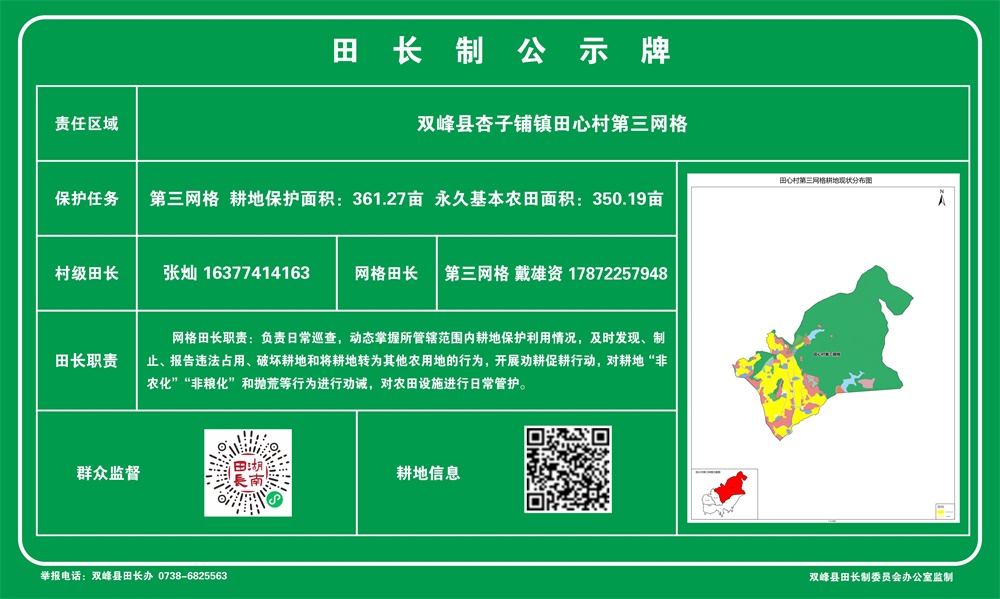 田长制公示牌
责任区域
双峰县杏子铺镇田心村第三网格
保护任务
第三网格 耕地保护面积：361.27亩 永久基本农田面积：350.19亩
村级田长
张灿 16377414163
网格田长
第三网格 戴雄资 17872257948
田长职责
网格田长职责：负责日常巡查，动态掌握所管辖范围内耕地保护利用情况，及时发现、制
止、报告违法占用、破坏耕地和将耕地转为其他农用地的行为，开展劝耕促耕行动，对耕地“非
农化”“非粮化”和抛荒等行为进行劝诫，对农田设施进行日常管护。
群众监督
湖南
田長
耕地信息
田心村第三网格耕地现状分布图
N
田心村第三网格
举报电话：双峰县田长办 0738-6825563
双峰县田长制委员会办公室监制